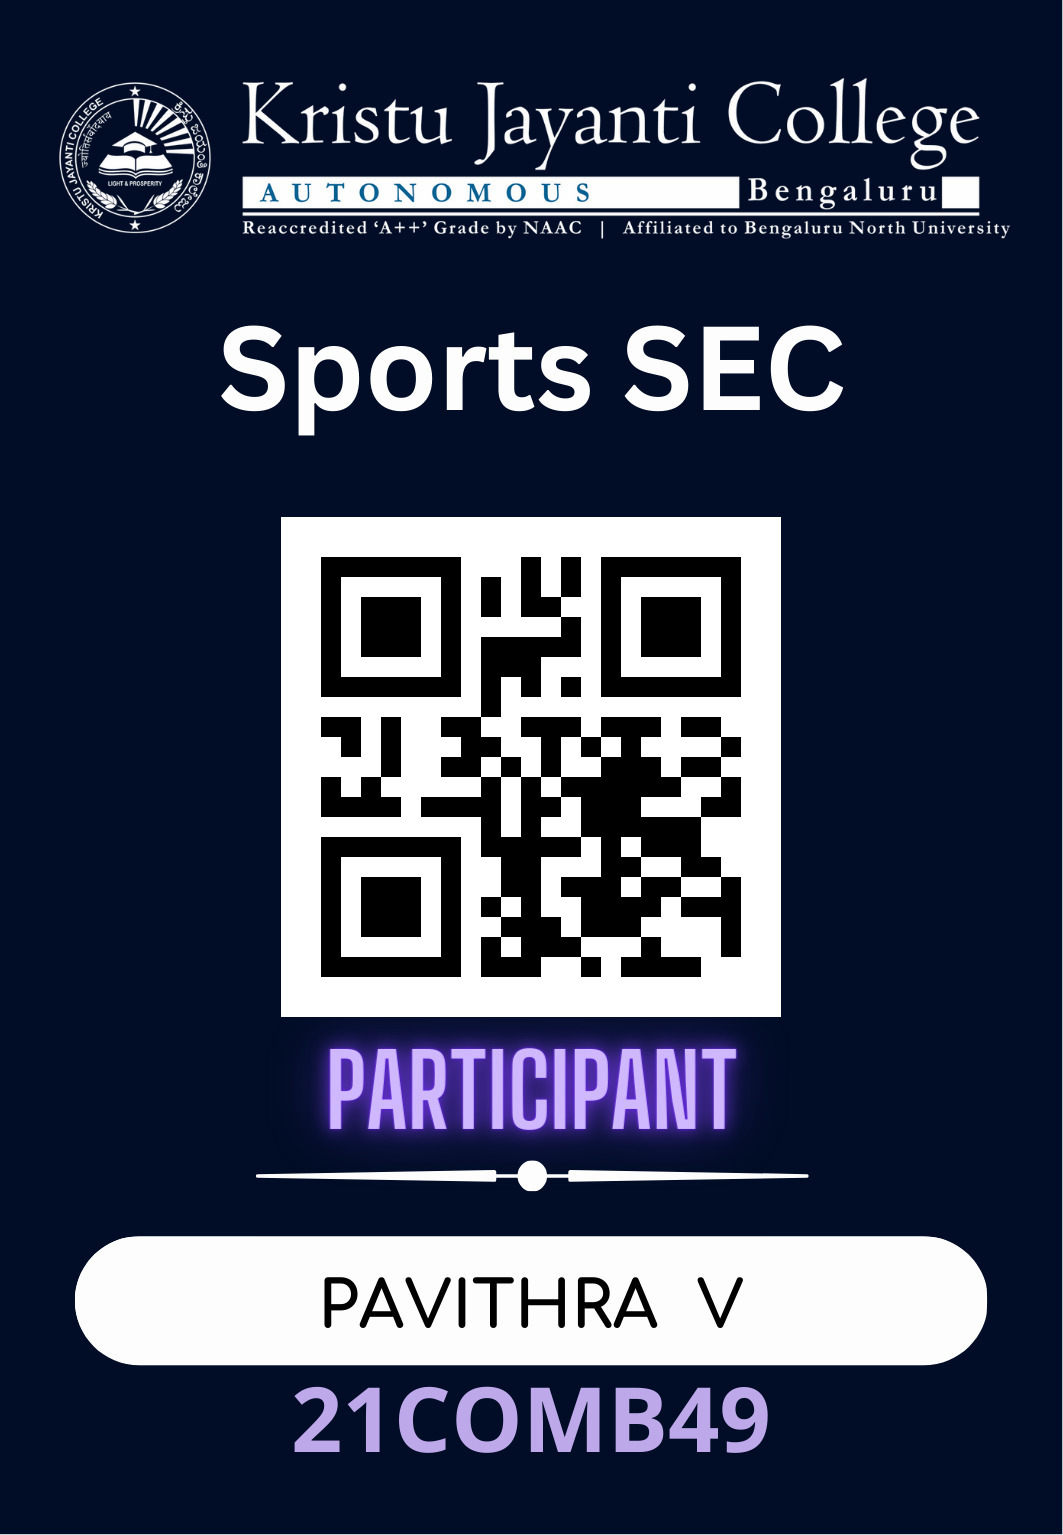 KRISTU JAYANTI COLLEGE
ಕ್ರಿಸ್ತು ಜಯಂತಿ ಕಾಲೇಜು
LIGHT & PROSPERITY
Kristu Jayanti College
AUTONOMOUS Bengaluru
Reaccredited ‘A++’ Grade by NAAC | Affiliated to Bengaluru North University
Sports SEC
PARTICIPANT
PAVITHRA V
21COMB49